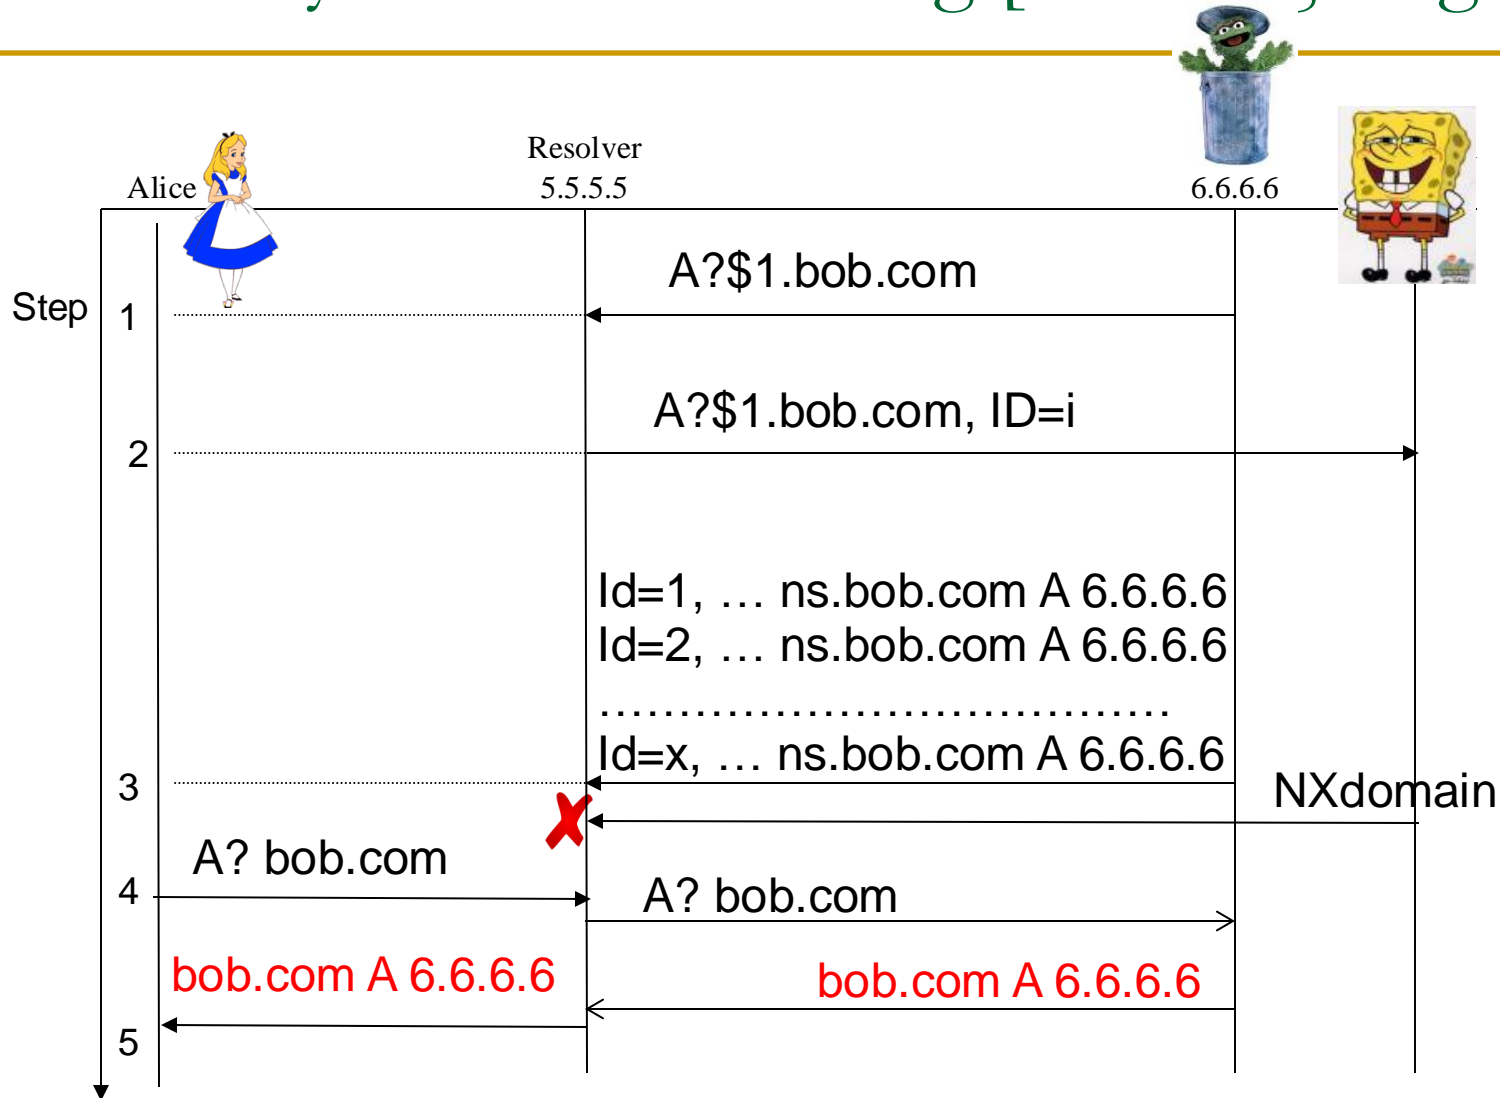 Resolver
Alice
5.5.5.5
6.6.6.6
A?$1.bob.com
Step
1
A?$1.bob.com, ID=i
2
Id=1, … ns.bob.com A 6.6.6.6
Id=2, … ns.bob.com A 6.6.6.6
………………………………
Id=x, … ns.bob.com A 6.6.6.6
3
NXdomain
A? bob.com
4
A? bob.com
bob.com A 6.6.6.6
bob.com A 6.6.6.6
5